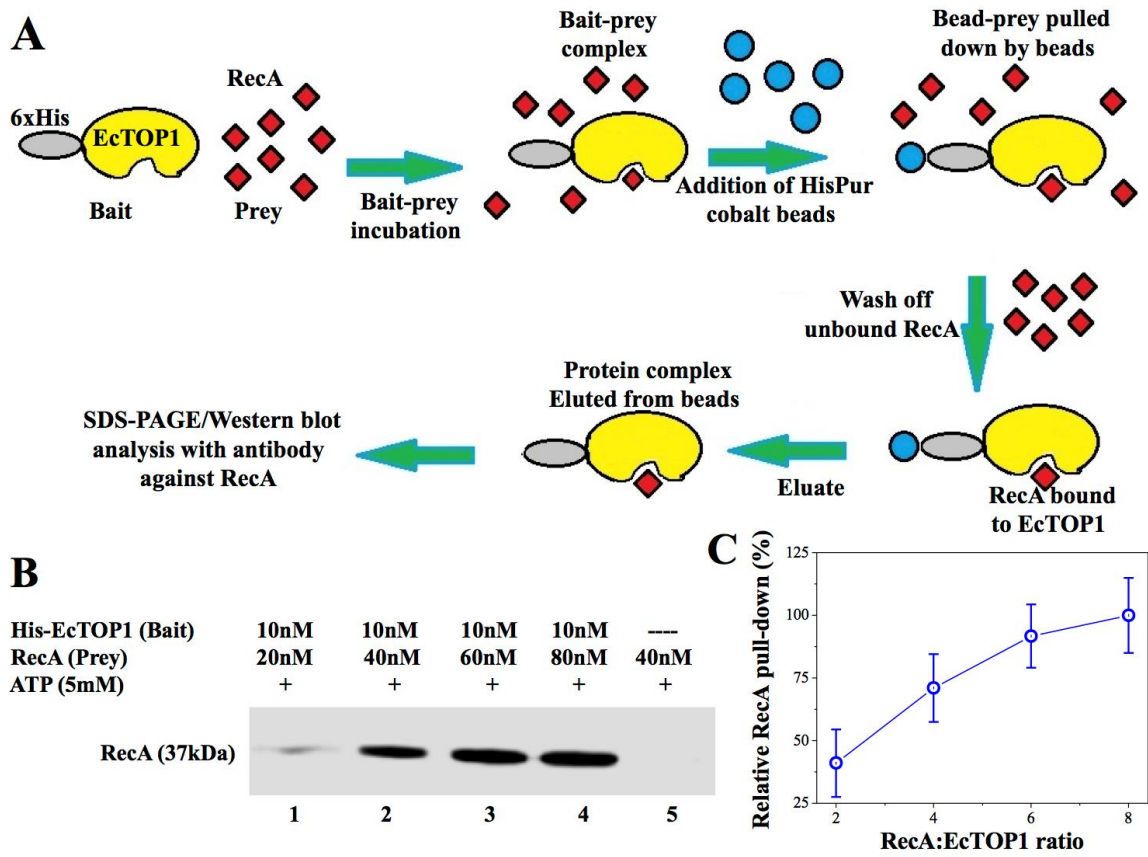 A
Bait-prey
complex
Bead-prey pulled
down by beads
RecA
6xHis
EcTOP1
Bait
Prey
Bait-prey
incubation
Addition of HisPur
cobalt beads
Wash off
unbound RecA
RecA bound
to EcTOP1
Eluate
Protein complex
Eluted from beads
SDS-PAGE/Western blot
analysis with antibody
against RecA
B
His-EcTOP1 (Bait) 10nM 10nM 10nM 10nM ----
RecA (Prey) 20nM 40nM 60nM 80nM 40nM
ATP (5mM) + + + + +
RecA (37kDa)
1 2 3 4 5
C
Relative RecA pull-down (%)
125
100
75
50
25
2 4 6 8
RecA:EcTOP1 ratio